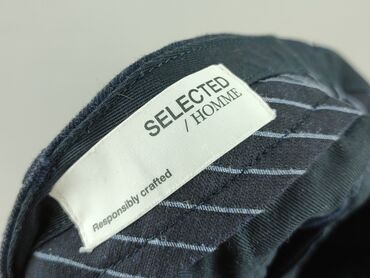 SELECTED
/ HOMME
Responsibly crafted